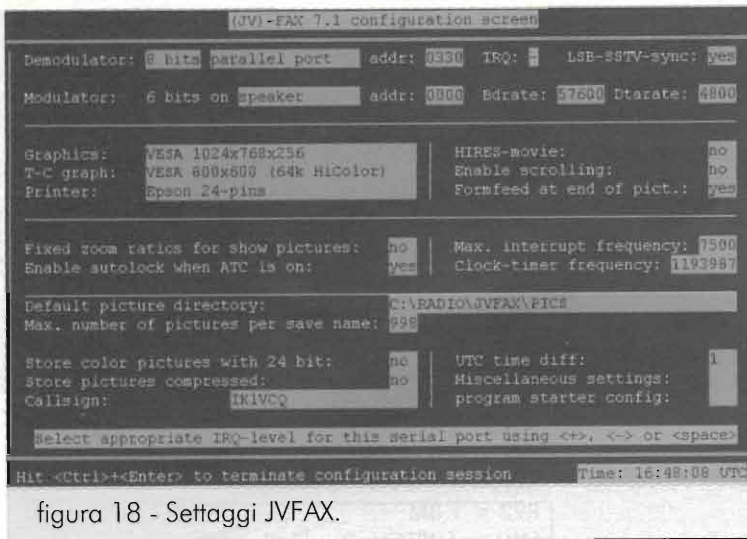 (JV)-FAX 7.1 configuration screen
Demodulator: 8 bits parallel port addr: 0330 IRQ: - LSB-SSTV-sync: yes
Modulator: 6 bits on speaker addr: 0000 Bdrate: 57600 Dtarate: 4800
Graphics: VESA 1024x768x256 HIRES-movie: no
T-C graph: VESA 800x600 (64k HiColor) Enable scrolling: no
Printer: Epson 24-pins Formfeed at end of pict.: yes
Fixed zoom ratios for show pictures: no Max. interrupt frequency: 7500
Enable autolock when ATC is on: yes Clock-timer frequency: 1193987
Default picture directory: C:\RADIO\JVFAX\PICS
Max. number of pictures per save name: 998
Store color pictures with 24 bit: no UTC time diff: 1
Store pictures compressed: no Miscellaneous settings:
Callsign: IK1VCQ program starter config:
Select appropriate IRQ-level for this serial port using <+>, <-> or <space>
Hit <Ctrl>+<Enter> to terminate configuration session Time: 16:48:08 UTC
figura 18 - Settaggi JVFAX.